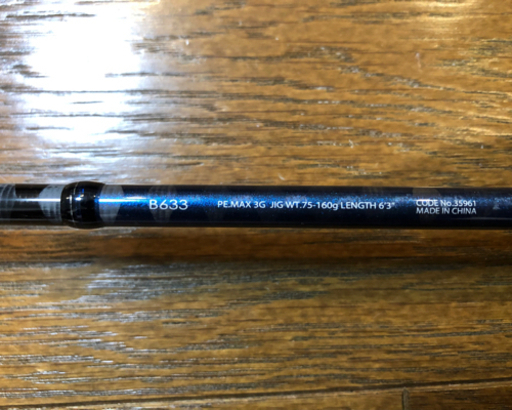 B633 PE.MAX 3G JIG WT.75-160g LENGTH 6'3" CODE No.35961
MADE IN CHINA